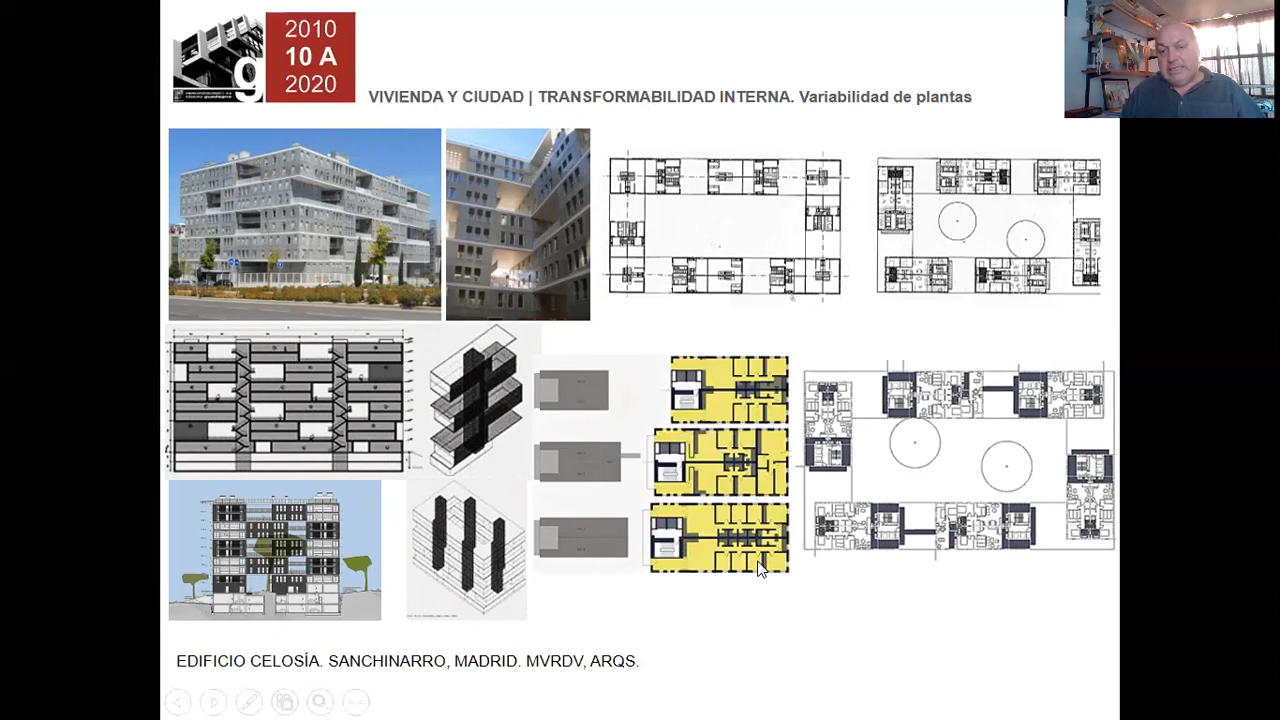 2010
10 A
2020
g
VIVIENDA Y CIUDAD | TRANSFORMABILIDAD INTERNA. Variabilidad de plantas
EDIFICIO CELOSÍA. SANCHINARRO, MADRID. MVRDV, ARQS.